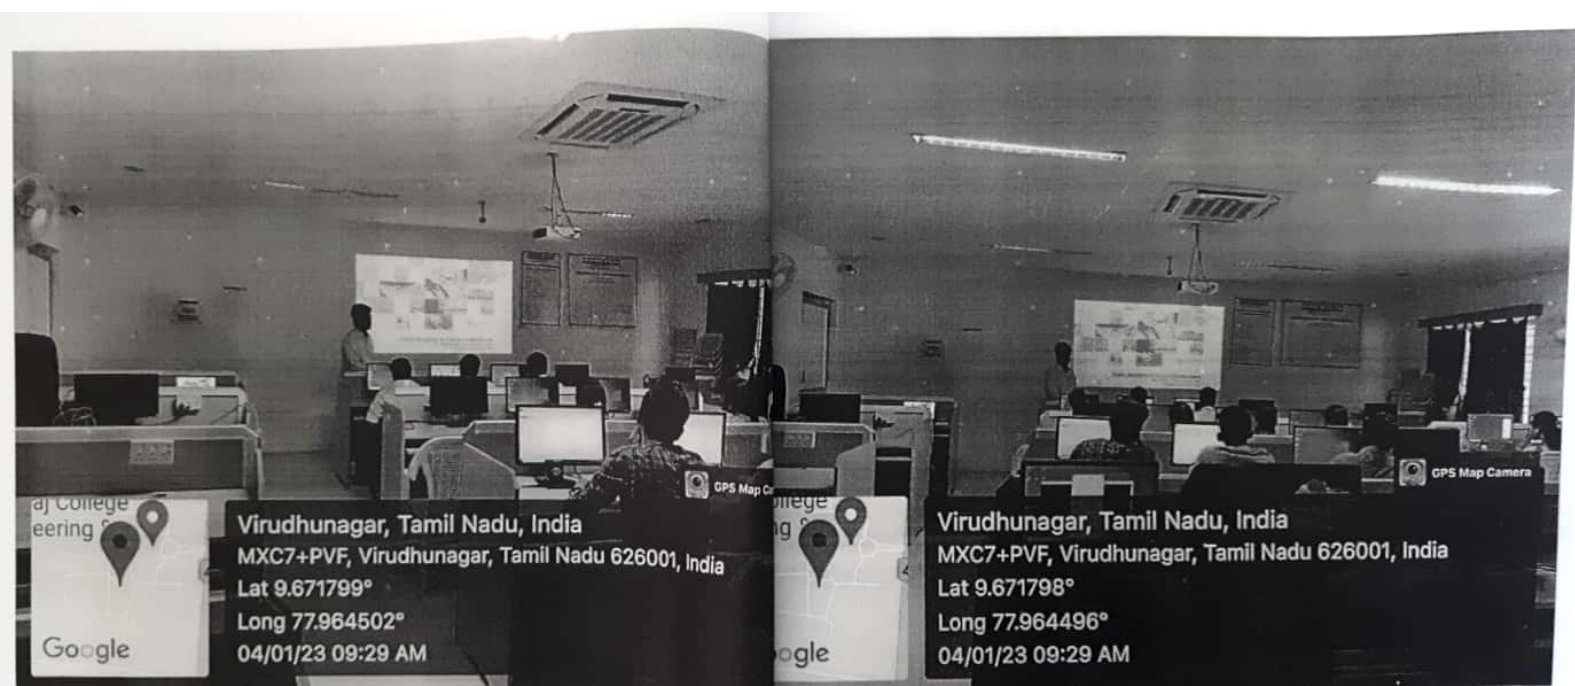 GPS Map Ca
aj College
eering &
Google
Virudhunagar, Tamil Nadu, India
MXC7+PVF, Virudhunagar, Tamil Nadu 626001, India
Lat 9.671799°
Long 77.964502°
04/01/23 09:29 AM
GPS Map Camera
ollege
ng &
ogle
Virudhunagar, Tamil Nadu, India
MXC7+PVF, Virudhunagar, Tamil Nadu 626001, India
Lat 9.671798°
Long 77.964496°
04/01/23 09:29 AM